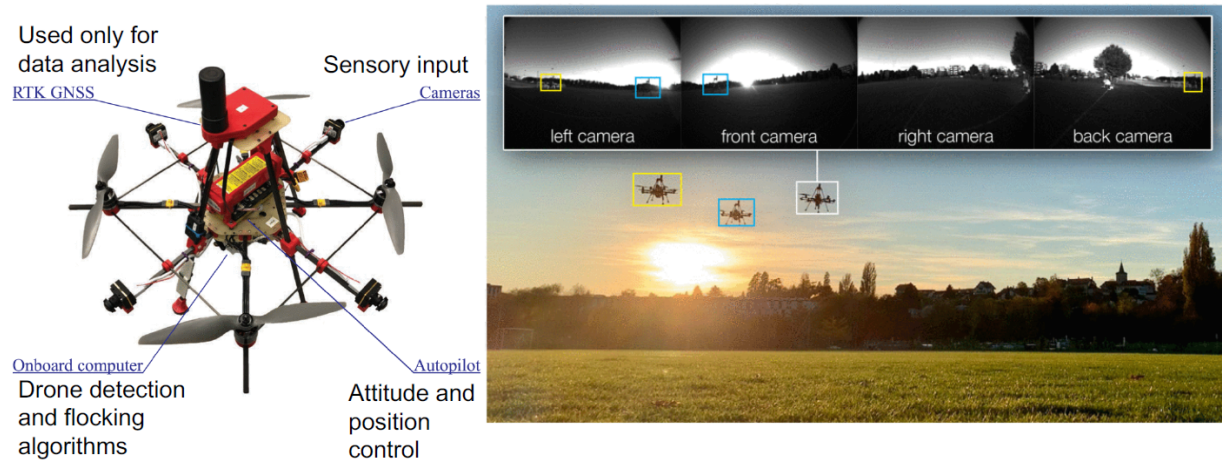 Used only for
data analysis
RTK GNSS
Sensory input
Cameras
Onboard computer
Drone detection
and flocking
algorithms
Autopilot
Attitude and
position
control
left camera
front camera
right camera
back camera